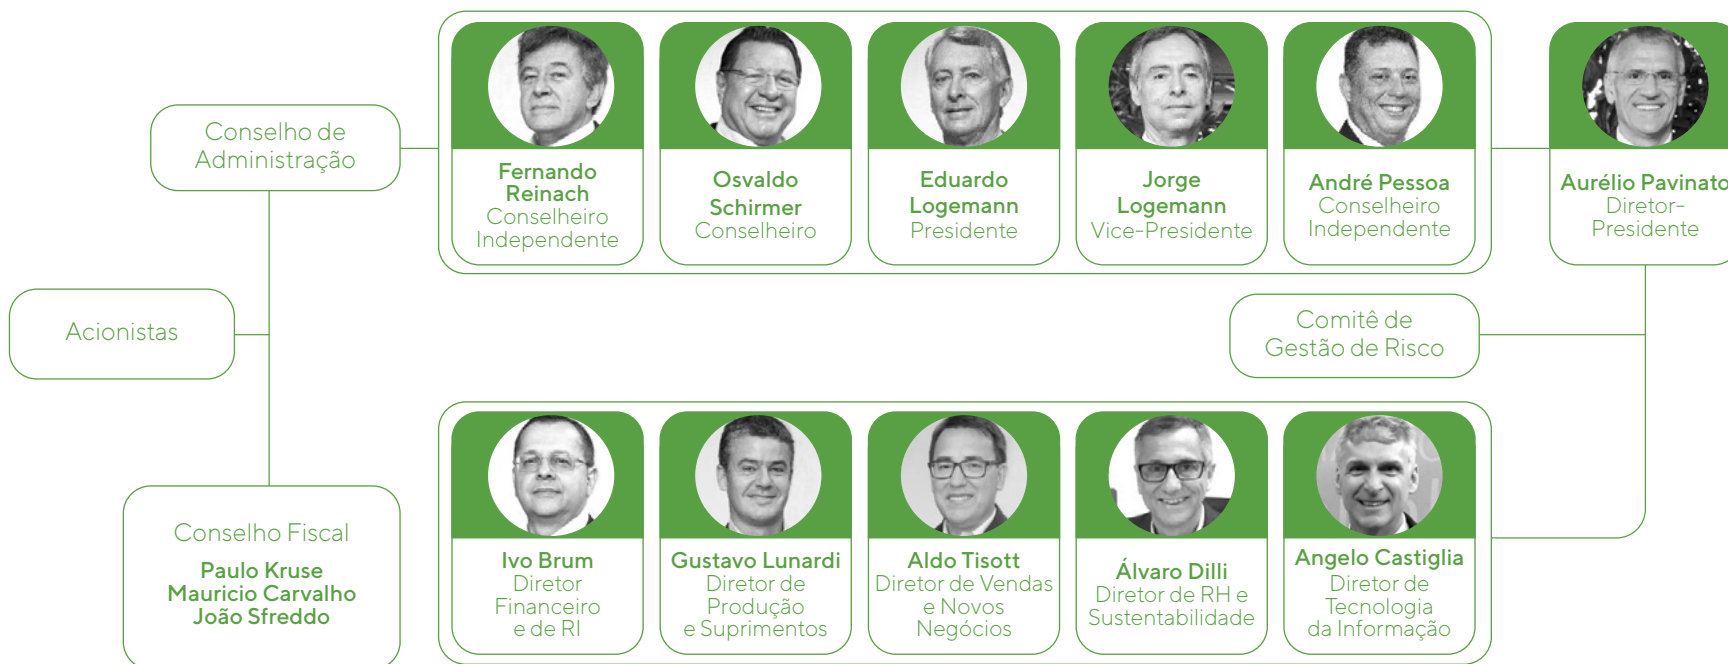 Conselho de
Administração
Fernando
Reinach
Conselheiro
Independente
Osvaldo
Schirmer
Conselheiro
Eduardo
Logemann
Presidente
Jorge
Logemann
Vice-Presidente
André Pessoa
Conselheiro
Independente
Aurélio Pavinato
Diretor-
Presidente
Acionistas
Comitê de
Gestão de Risco
Conselho Fiscal
Paulo Kruse
Mauricio Carvalho
João Sfreddo
Ivo Brum
Diretor
Financeiro
e de RI
Gustavo Lunardi
Diretor de
Produção
e Suprimentos
Aldo Tisott
Diretor de Vendas
e Novos
Negócios
Álvaro Dilli
Diretor de RH e
Sustentabilidade
Angelo Castiglia
Diretor de
Tecnologia
da Informação